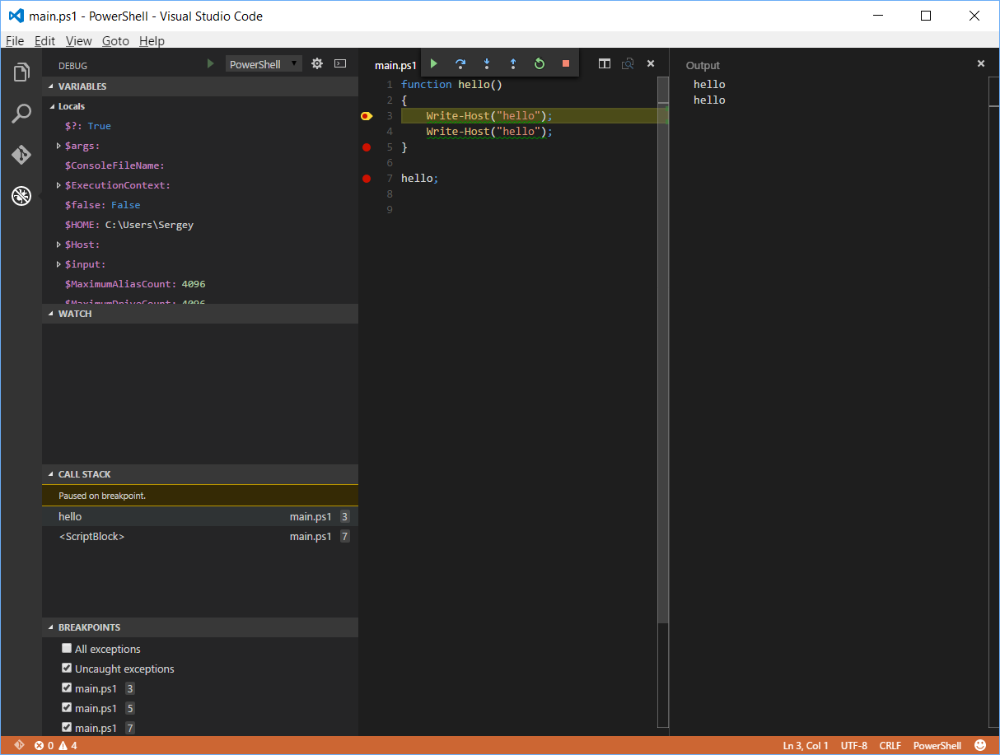 main.ps1 - PowerShell - Visual Studio Code
File Edit View Goto Help
DEBUG
PowerShell
VARIABLES
Locals
$?: True
$args:
$ConsoleFileName:
$ExecutionContext:
$false: False
$HOME: C:\Users\Sergey
$Host:
$input:
$MaximumAliasCount: 4096
$MaximumDriveCount: 4096
WATCH
CALL STACK
Paused on breakpoint.
hello main.ps1 3
<ScriptBlock> main.ps1 7
BREAKPOINTS
All exceptions
Uncaught exceptions
main.ps1 3
main.ps1 5
main.ps1 7
main.ps1
1 function hello()
2 {
3 Write-Host("hello");
4 Write-Host("hello");
5 }
6
7 hello;
8
9
Output
hello
hello
0 4
Ln 3, Col 1 UTF-8 CRLF PowerShell